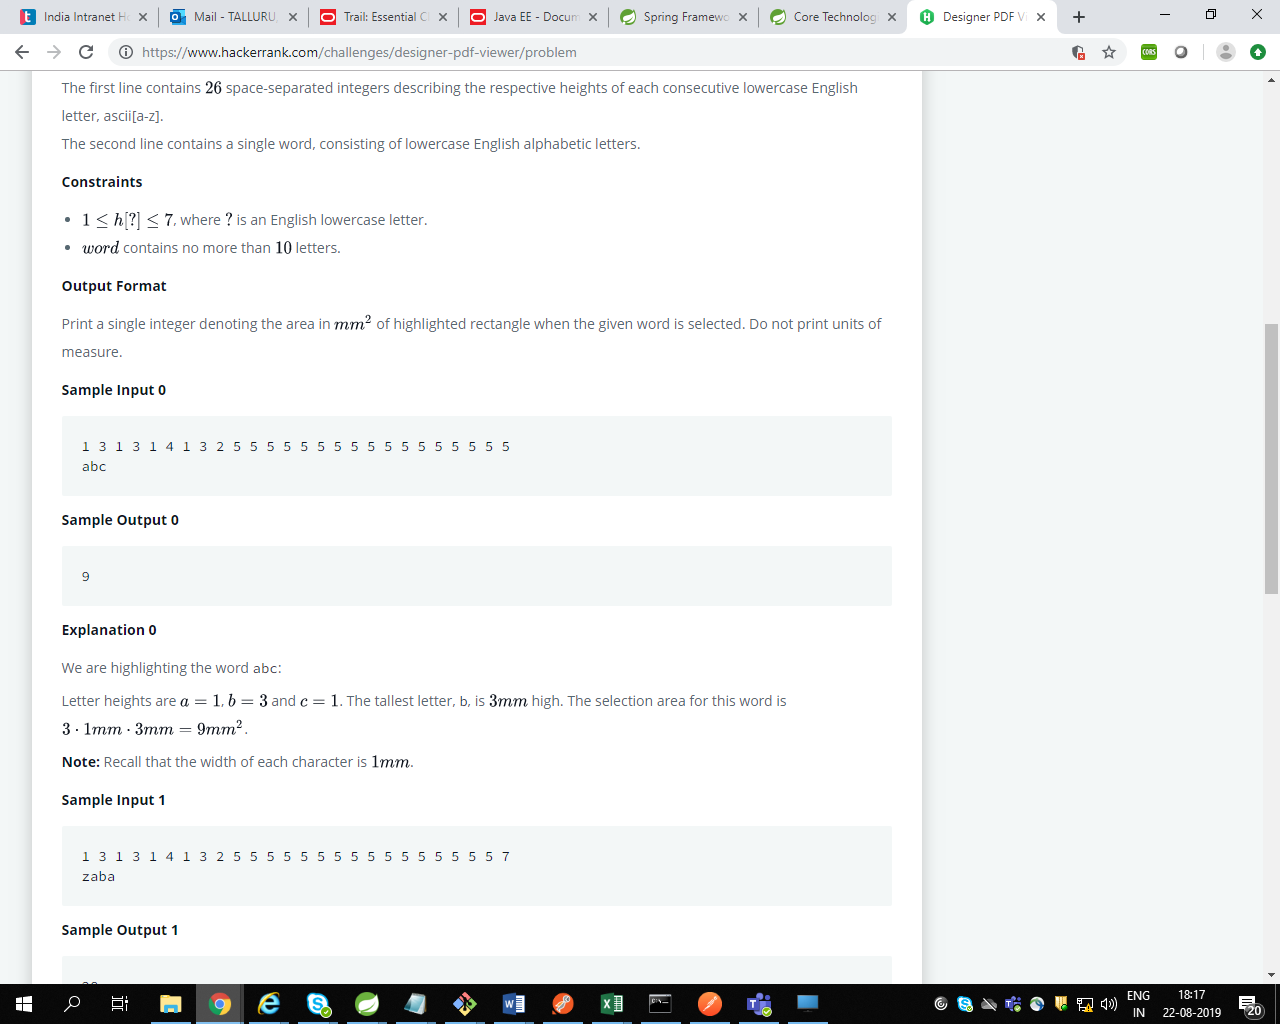 India Intranet Ho
Mail - TALLURU,
Trail: Essential C
Java EE - Docum
Spring Framewo
Core Technolog
Designer PDF V
https://www.hackerrank.com/challenges/designer-pdf-viewer/problem
CORS
The first line contains 26 space-separated integers describing the respective heights of each consecutive lowercase English
letter, ascii[a-z].
The second line contains a single word, consisting of lowercase English alphabetic letters.
Constraints
• 1 ≤ h[?] ≤ 7, where ? is an English lowercase letter.
• word contains no more than 10 letters.
Output Format
Print a single integer denoting the area in mm² of highlighted rectangle when the given word is selected. Do not print units of
measure.
Sample Input 0
1 3 1 3 1 4 1 3 2 5 5 5 5 5 5 5 5 5 5 5 5 5 5 5 5 5
abc
Sample Output 0
9
Explanation 0
We are highlighting the word abc:
Letter heights are a = 1, b = 3 and c = 1. The tallest letter, b, is 3mm high. The selection area for this word is
3 · 1mm · 3mm = 9mm².
Note: Recall that the width of each character is 1mm.
Sample Input 1
1 3 1 3 1 4 1 3 2 5 5 5 5 5 5 5 5 5 5 5 5 5 5 5 5 7
zaba
Sample Output 1
ENG
IN
18:17
22-08-2019
20